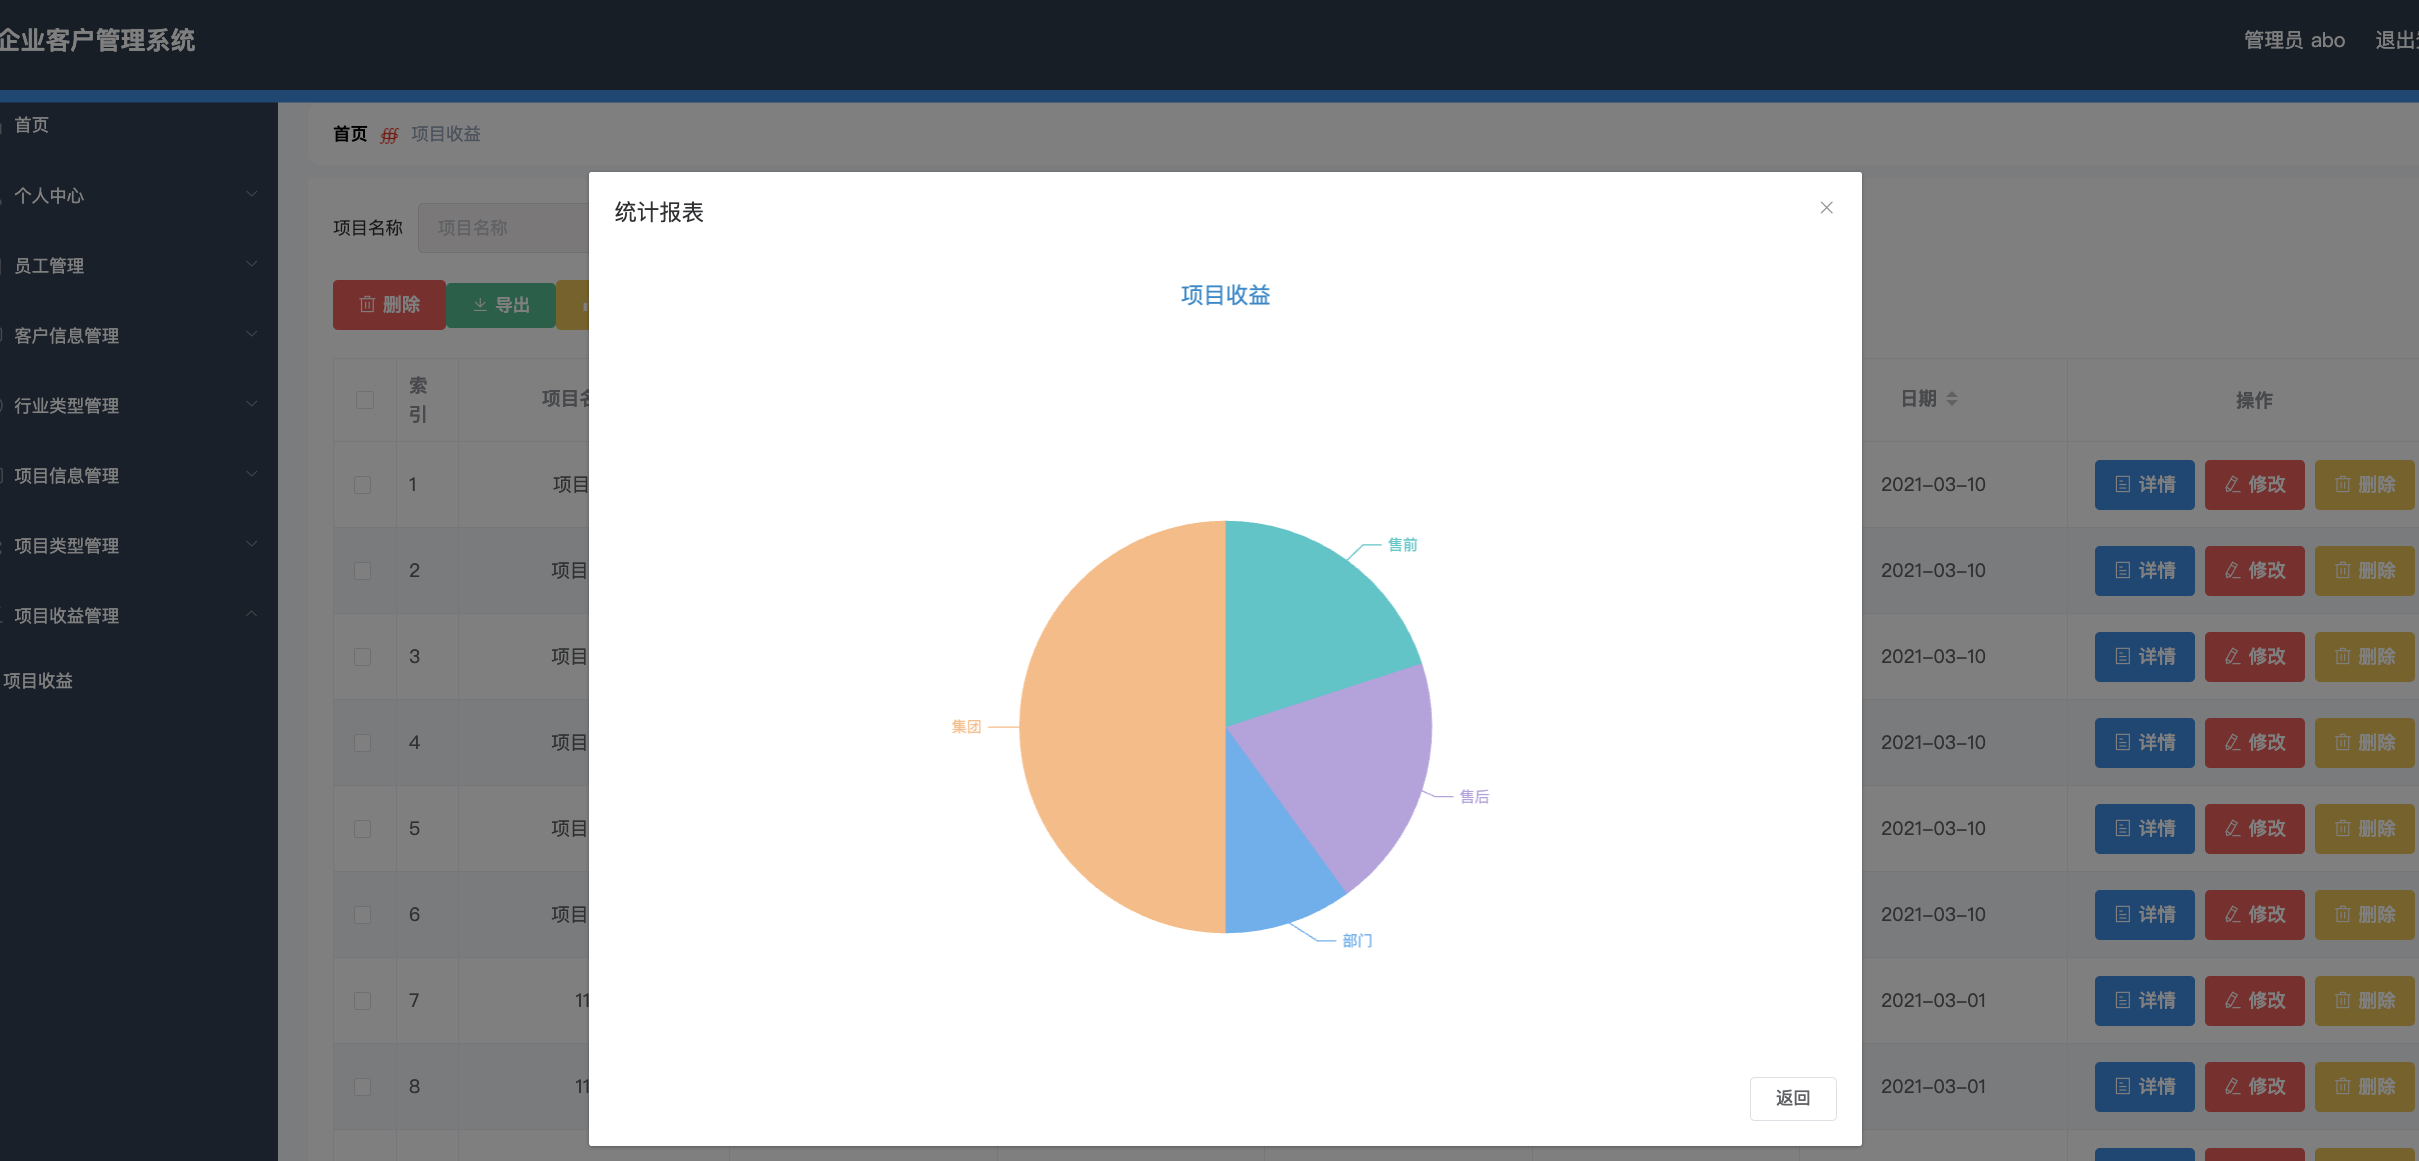 企业客户管理系统
管理员 abo
退出
首页
个人中心
员工管理
客户信息管理
行业类型管理
项目信息管理
项目类型管理
项目收益管理
项目收益
首页 项目收益
项目名称 项目名称
删除 导出
统计报表
项目收益
售前
售后
部门
集团
返回
索引 项目名 日期 操作
1 项目 2021-03-10 详情 修改 删除
2 项目 2021-03-10 详情 修改 删除
3 项目 2021-03-10 详情 修改 删除
4 项目 2021-03-10 详情 修改 删除
5 项目 2021-03-10 详情 修改 删除
6 项目 2021-03-10 详情 修改 删除
7 11 2021-03-01 详情 修改 删除
8 11 2021-03-01 详情 修改 删除